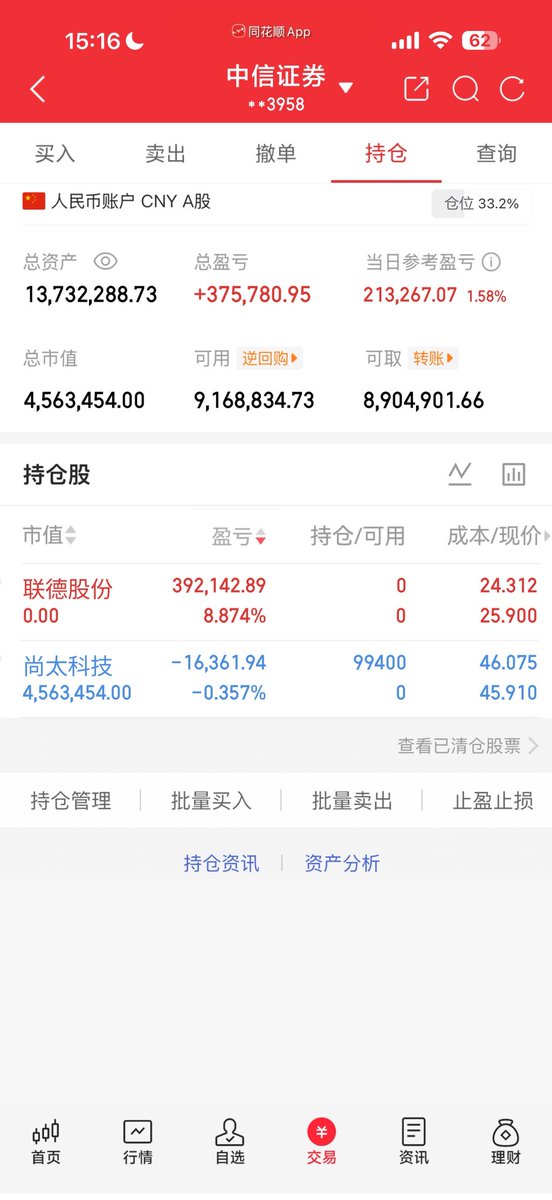 15:16
同花顺App
62
中信证券
**3958
买入 卖出 撤单 持仓 查询
人民币账户 CNY A股 仓位 33.2%
总资产 总盈亏 当日参考盈亏
13,732,288.73 +375,780.95 213,267.07 1.58%
总市值 可用 逆回购 可取 转账
4,563,454.00 9,168,834.73 8,904,901.66
持仓股
市值 盈亏 持仓/可用 成本/现价
联德股份 392,142.89 0 24.312
0.00 8.874% 0 25.900
尚太科技 -16,361.94 99400 46.075
4,563,454.00 -0.357% 0 45.910
查看已清仓股票
持仓管理 批量买入 批量卖出 止盈止损
持仓资讯 资产分析
首页 行情 自选 交易 资讯 理财